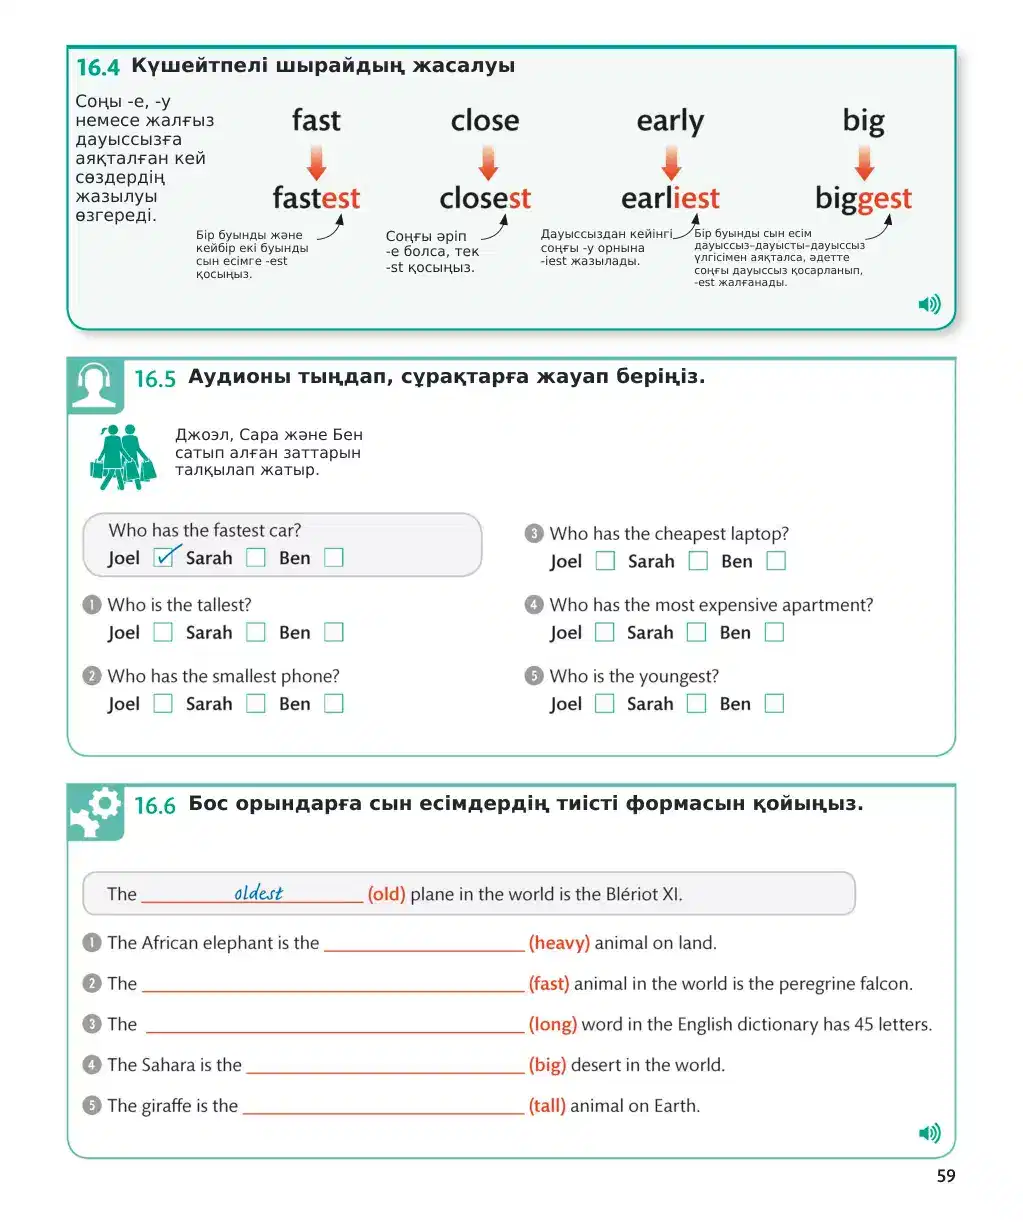 16.4 Күшейтпелі шырайдың жасалуы
Соңы -e, -y
немесе жалғыз
дауыссызға
аяқталған кей
сөздердің
жазылуы
өзгереді.
fast close early big
fastest closest earliest biggest
Бір буынды және
кейбір екі буынды
сын есімге -est
қосыңыз.
Соңғы әріп
-e болса, тек
-st қосыңыз.
Дауыссыздан кейінгі
соңғы -y орнына
-iest жазылады.
Бір буынды сын есім
дауыссыз–дауысты–дауыссыз
үлгісімен аяқталса, әдетте
соңғы дауыссыз қосарланып,
-est жалғанады.
16.5 Аудионы тыңдап, сұрақтарға жауап беріңіз.
Джоэл, Сара және Бен
сатып алған заттарын
талқылап жатыр.
Who has the fastest car?
Joel Sarah Ben
1 Who is the tallest?
Joel Sarah Ben
2 Who has the smallest phone?
Joel Sarah Ben
3 Who has the cheapest laptop?
Joel Sarah Ben
4 Who has the most expensive apartment?
Joel Sarah Ben
5 Who is the youngest?
Joel Sarah Ben
16.6 Бос орындарға сын есімдердің тиісті формасын қойыңыз.
The oldest (old) plane in the world is the Blériot XI.
1 The African elephant is the (heavy) animal on land.
2 The (fast) animal in the world is the peregrine falcon.
3 The (long) word in the English dictionary has 45 letters.
4 The Sahara is the (big) desert in the world.
5 The giraffe is the (tall) animal on Earth.
59